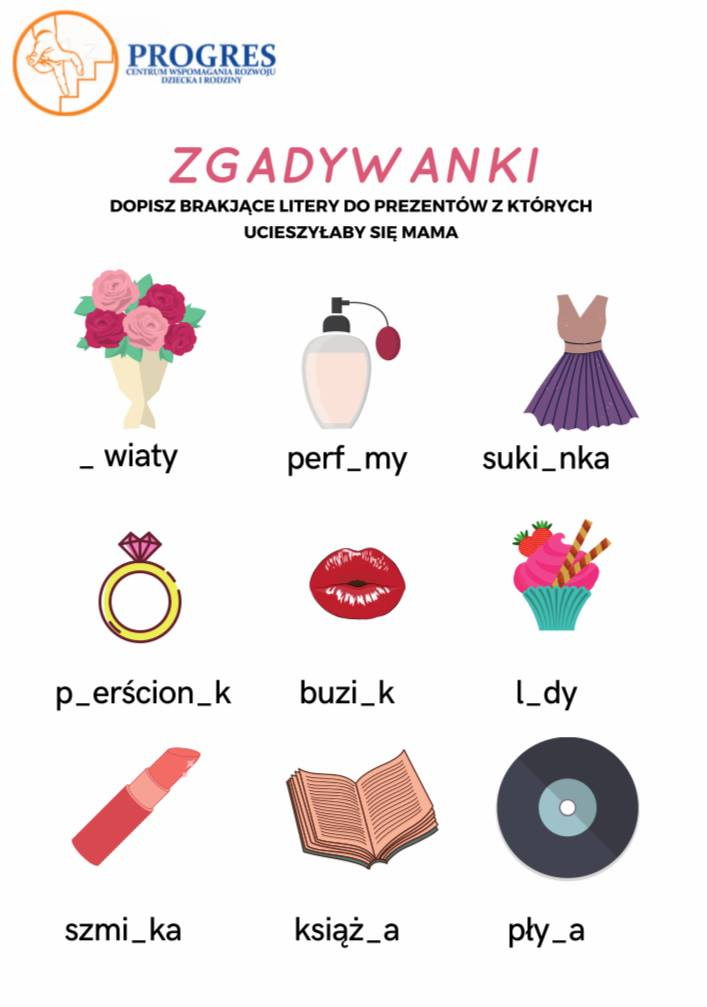 PROGRES
CENTRUM WSPOMAGANIA ROZWOJU
DZIECKA I RODZINY
ZGADYWANKI
DOPISZ BRAKJĄCE LITERY DO PREZENTÓW Z KTÓRYCH
UCIESZYŁABY SIĘ MAMA
_ wiaty perf_my suki_nka
p_erścion_k buzi_k l_dy
szmi_ka książ_a pły_a